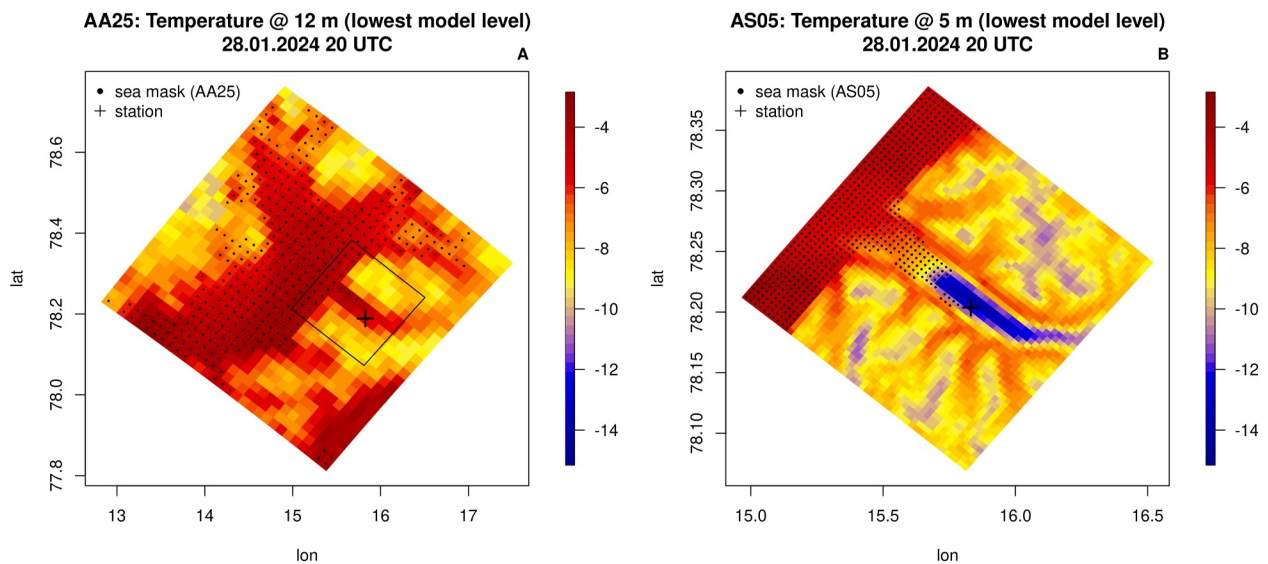 AA25: Temperature @ 12 m (lowest model level)
28.01.2024 20 UTC
A
sea mask (AA25)
station
78.6
78.4
78.2
78.0
77.8
lat
13 14 15 16 17
lon
-4
-6
-8
-10
-12
-14
AS05: Temperature @ 5 m (lowest model level)
28.01.2024 20 UTC
B
sea mask (AS05)
station
78.35
78.30
78.25
78.20
78.15
78.10
lat
15.0 15.5 16.0 16.5
lon
-4
-6
-8
-10
-12
-14